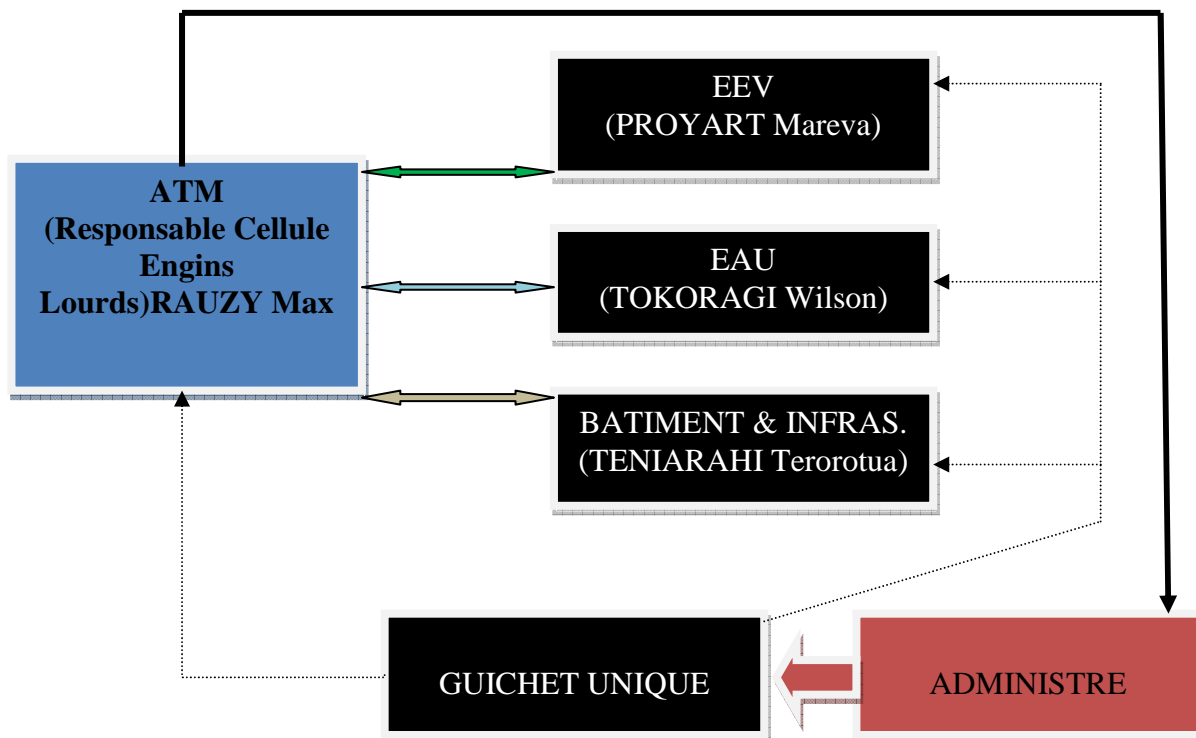 EEV
(PROYART Mareva)
ATM
(Responsable Cellule
Engins
Lourds)RAUZY Max
EAU
(TOKORAGI Wilson)
BATIMENT & INFRAS.
(TENIARAHI Terorotua)
GUICHET UNIQUE
ADMINISTRE